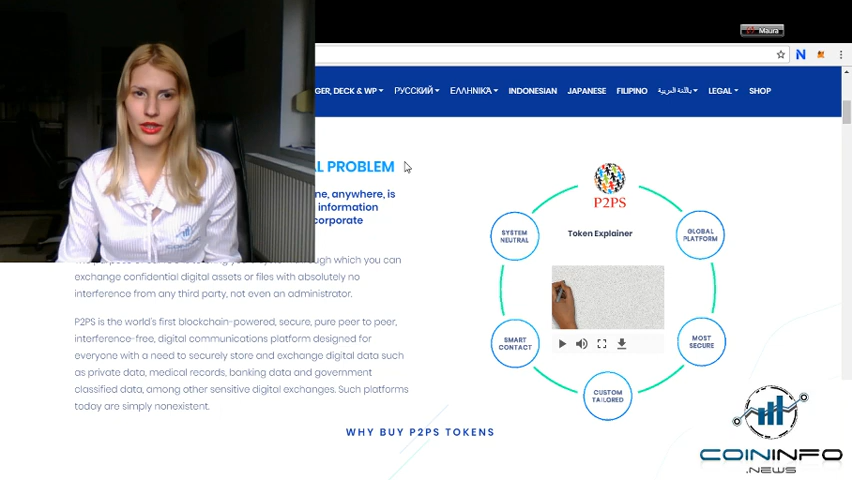 Maura
GER, DECK & WP
РУССКИЙ
ΕΛΛΗΝΙΚΆ
INDONESIAN
JAPANESE
FILIPINO
باللغة العربية
LEGAL
SHOP
L PROBLEM
ne, anywhere, is
information
corporate
through which you can
exchange confidential digital assets or files with absolutely no
interference from any third party, not even an administrator.
P2PS is the world's first blockchain-powered, secure, pure peer to peer,
interference-free, digital communications platform designed for
everyone with a need to securely store and exchange digital data such
as private data, medical records, banking data and government
classified data, among other sensitive digital exchanges. Such platforms
today are simply nonexistent.
P2PS
Token Explainer
SYSTEM
NEUTRAL
GLOBAL
PLATFORM
SMART
CONTACT
MOST
SECURE
CUSTOM
TAILORED
WHY BUY P2PS TOKENS
COININFO
.NEWS